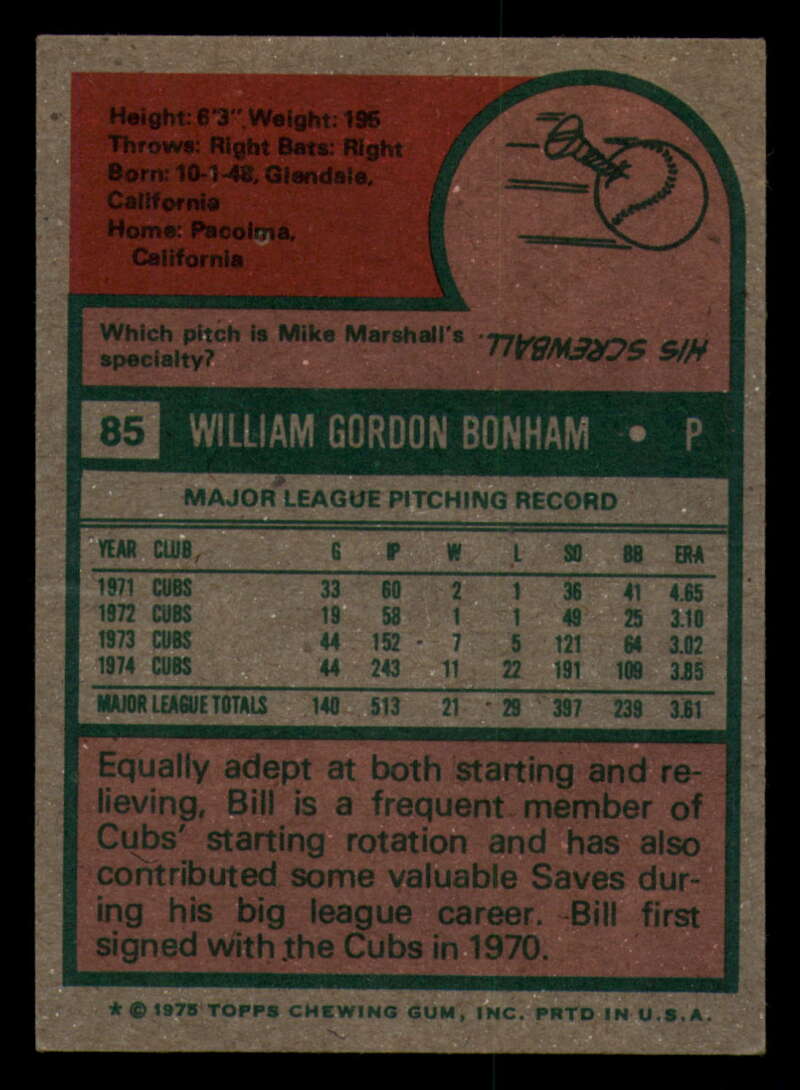 Height: 6'3" Weight: 195
Throws: Right Bats: Right
Born: 10-1-48, Glendale,
California
Home: Pacoima,
California
Which pitch is Mike Marshall's
specialty?
HIS SCREWBALL
85 WILLIAM GORDON BONHAM • P
MAJOR LEAGUE PITCHING RECORD
YEAR CLUB G IP W L SO BB ERA
1971 CUBS 33 60 2 1 36 41 4.65
1972 CUBS 19 58 1 1 49 25 3.10
1973 CUBS 44 152 7 5 121 64 3.02
1974 CUBS 44 243 11 22 191 109 3.85
MAJOR LEAGUE TOTALS 140 513 21 29 397 239 3.61
Equally adept at both starting and re-
lieving, Bill is a frequent member of
Cubs' starting rotation and has also
contributed some valuable Saves dur-
ing his big league career. Bill first
signed with the Cubs in 1970.
* © 1975 TOPPS CHEWING GUM, INC. PRTD IN U.S.A.